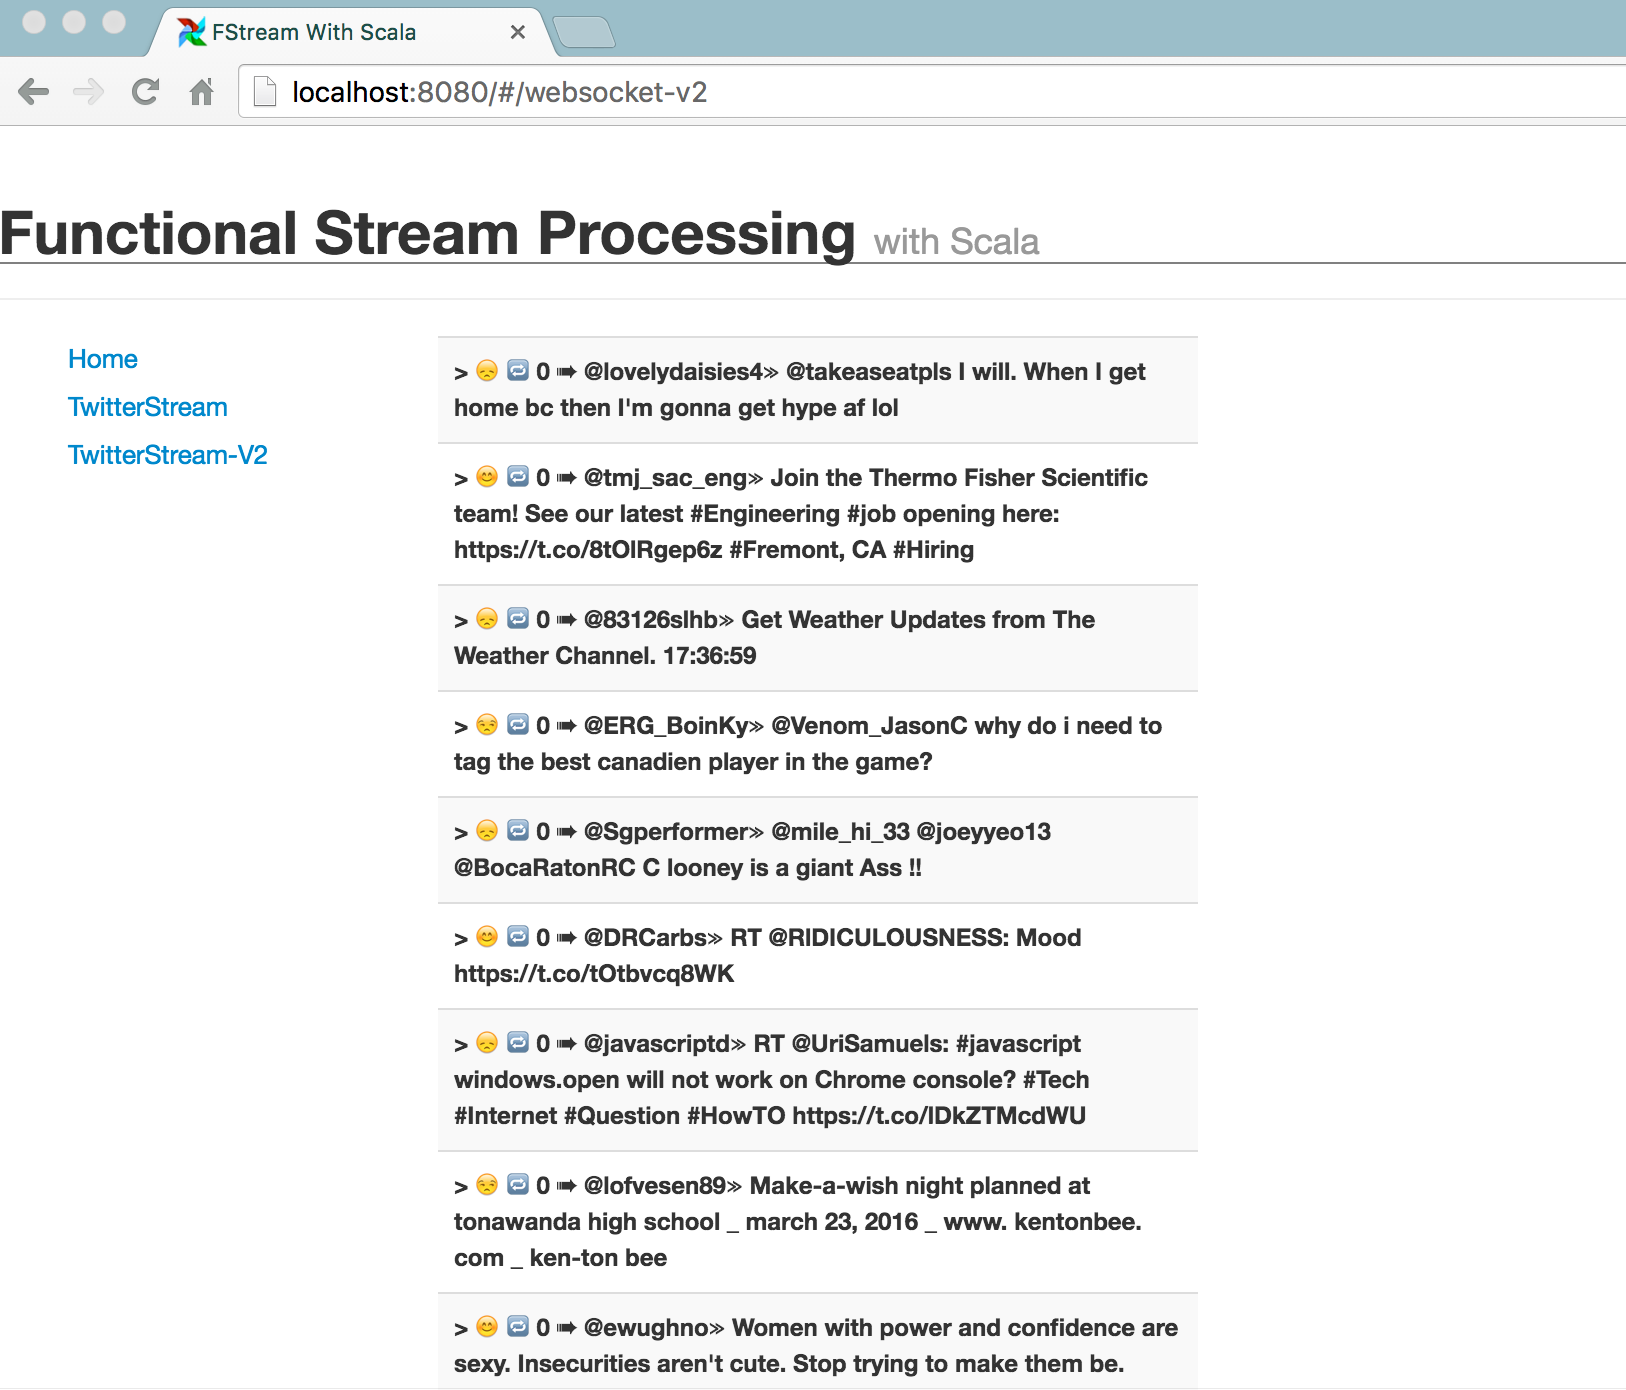 FStream With Scala
localhost:8080/#/websocket-v2
Functional Stream Processing with Scala
Home
TwitterStream
TwitterStream-V2
> 😞 🔁 0 ➠ @lovelydaisies4» @takeaseatpls I will. When I get
home bc then I'm gonna get hype af lol
> 😊 🔁 0 ➠ @tmj_sac_eng» Join the Thermo Fisher Scientific
team! See our latest #Engineering #job opening here:
https://t.co/8tOlRgep6z #Fremont, CA #Hiring
> 😞 🔁 0 ➠ @83126slhb» Get Weather Updates from The
Weather Channel. 17:36:59
> 😒 🔁 0 ➠ @ERG_BoinKy» @Venom_JasonC why do i need to
tag the best canadien player in the game?
> 😞 🔁 0 ➠ @Sgperformer» @mile_hi_33 @joeyyeo13
@BocaRatonRC C looney is a giant Ass !!
> 😊 🔁 0 ➠ @DRCarbs» RT @RIDICULOUSNESS: Mood
https://t.co/tOtbvcq8WK
> 😞 🔁 0 ➠ @javascriptd» RT @UriSamuels: #javascript
windows.open will not work on Chrome console? #Tech
#Internet #Question #HowTO https://t.co/lDkZTMcdWU
> 😒 🔁 0 ➠ @lofvesen89» Make-a-wish night planned at
tonawanda high school _ march 23, 2016 _ www. kentonbee.
com _ ken-ton bee
> 😊 🔁 0 ➠ @ewughno» Women with power and confidence are
sexy. Insecurities aren't cute. Stop trying to make them be.